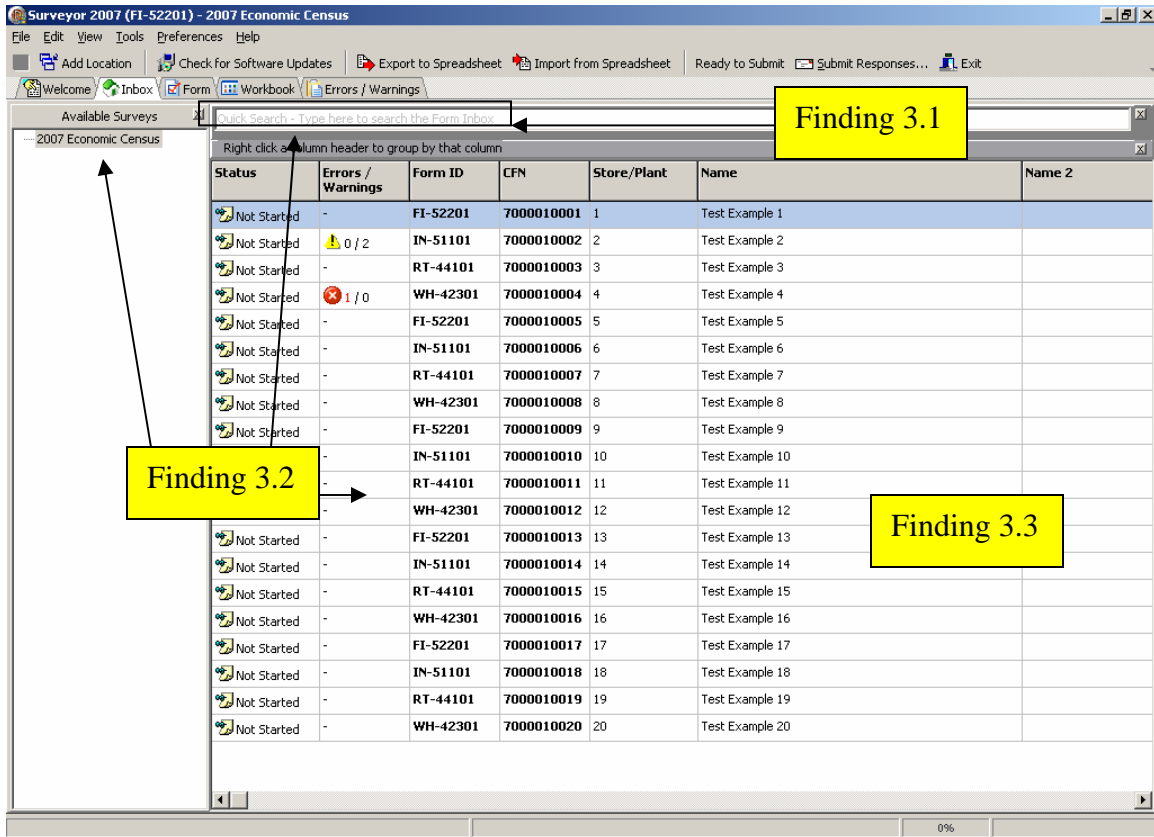 Surveyor 2007 (FI-52201) - 2007 Economic Census
File Edit View Tools Preferences Help
Add Location Check for Software Updates Export to Spreadsheet Import from Spreadsheet Ready to Submit Submit Responses... Exit
Welcome Inbox Form Workbook Errors / Warnings
Available Surveys
2007 Economic Census
Quick Search - Type here to search the Form Inbox
Finding 3.1
Right click a column header to group by that column
Status Errors / Warnings Form ID CFN Store/Plant Name Name 2
Not Started - FI-52201 7000010001 1 Test Example 1
Not Started 0 / 2 IN-51101 7000010002 2 Test Example 2
Not Started - RT-44101 7000010003 3 Test Example 3
Not Started 1 / 0 WH-42301 7000010004 4 Test Example 4
Not Started - FI-52201 7000010005 5 Test Example 5
Not Started - IN-51101 7000010006 6 Test Example 6
Not Started - RT-44101 7000010007 7 Test Example 7
Not Started - WH-42301 7000010008 8 Test Example 8
Not Started - FI-52201 7000010009 9 Test Example 9
- IN-51101 7000010010 10 Test Example 10
Finding 3.2
- RT-44101 7000010011 11 Test Example 11
- WH-42301 7000010012 12 Test Example 12
Finding 3.3
Not Started - FI-52201 7000010013 13 Test Example 13
Not Started - IN-51101 7000010014 14 Test Example 14
Not Started - RT-44101 7000010015 15 Test Example 15
Not Started - WH-42301 7000010016 16 Test Example 16
Not Started - FI-52201 7000010017 17 Test Example 17
Not Started - IN-51101 7000010018 18 Test Example 18
Not Started - RT-44101 7000010019 19 Test Example 19
Not Started - WH-42301 7000010020 20 Test Example 20
0%